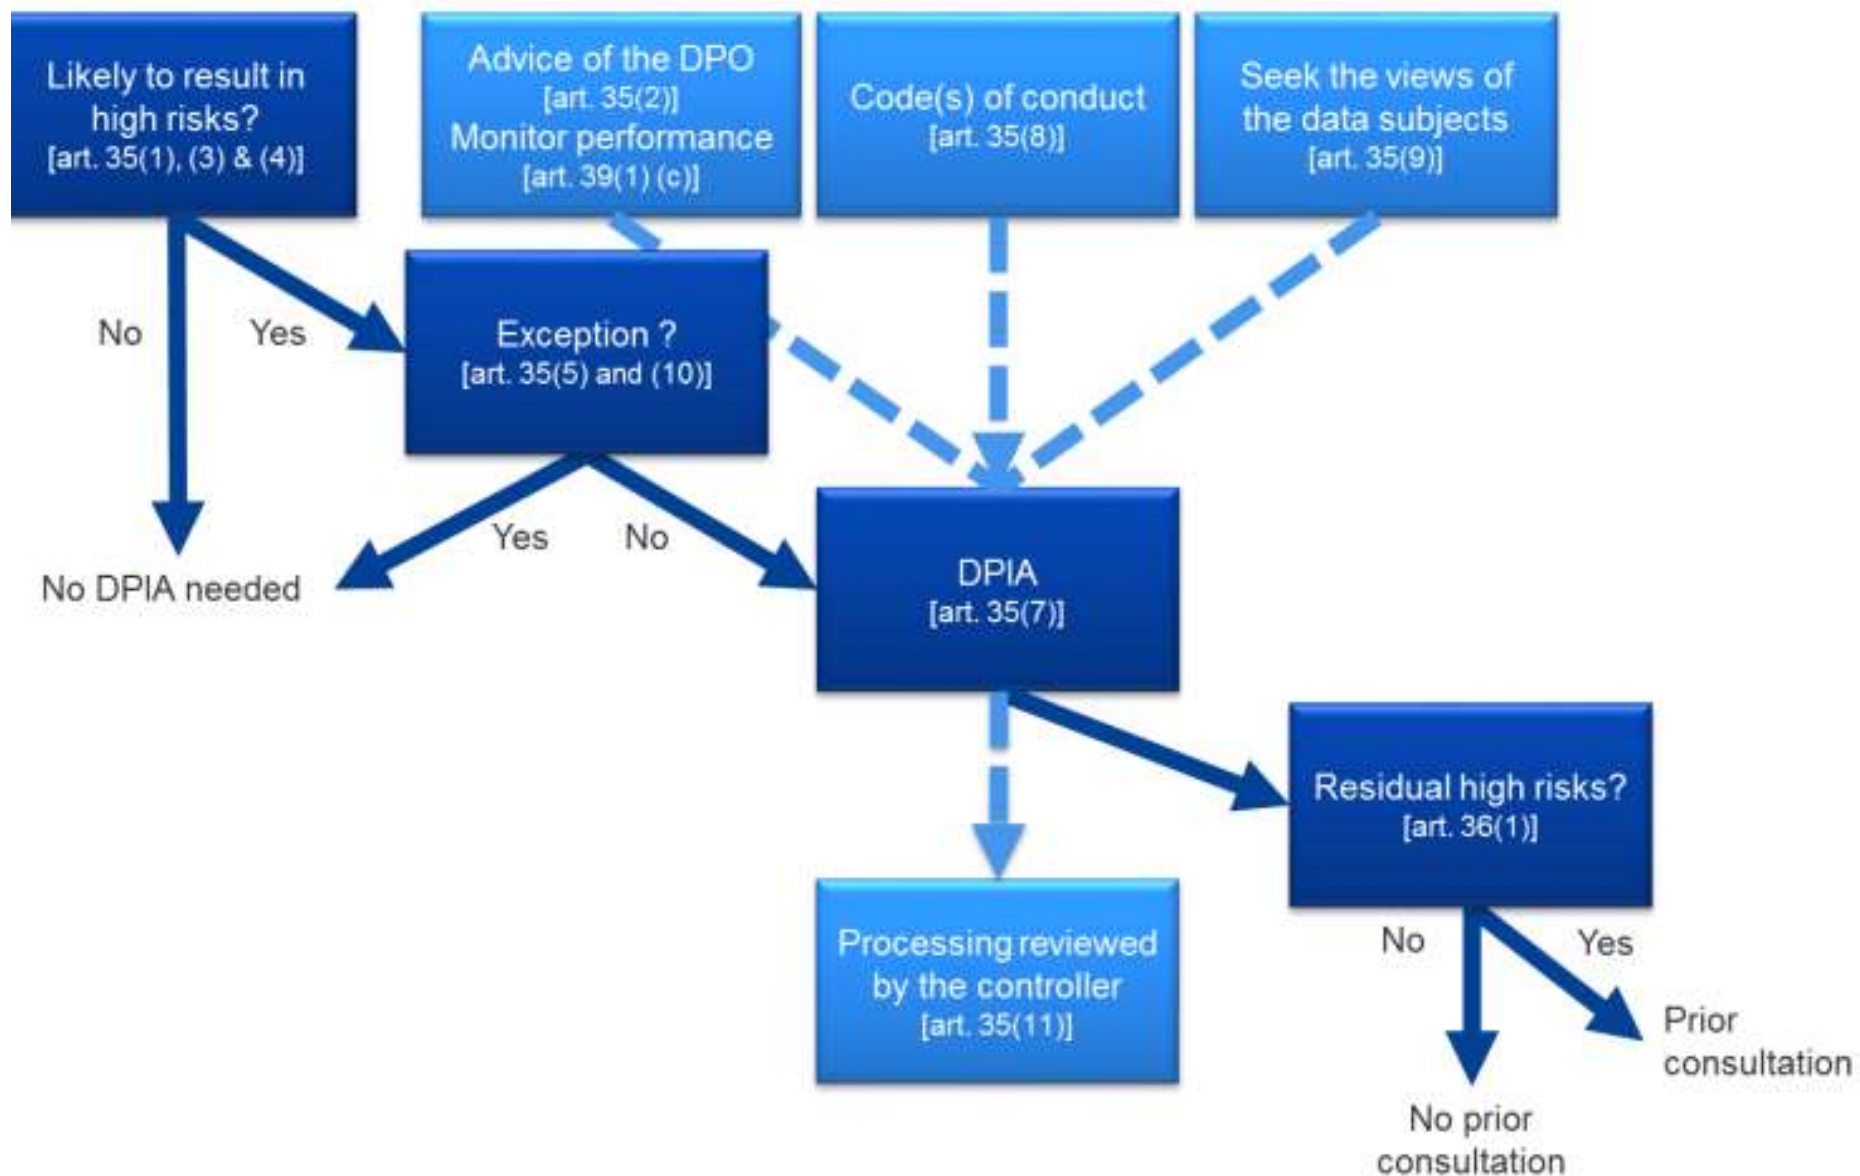 Likely to result in
high risks?
[art. 35(1), (3) & (4)]
Advice of the DPO
[art. 35(2)]
Monitor performance
[art. 39(1) (c)]
Code(s) of conduct
[art. 35(8)]
Seek the views of
the data subjects
[art. 35(9)]
No
Yes
Exception ?
[art. 35(5) and (10)]
Yes
No
No DPIA needed
DPIA
[art. 35(7)]
Residual high risks?
[art. 36(1)]
Processing reviewed
by the controller
[art. 35(11)]
No
Yes
Prior
consultation
No prior
consultation